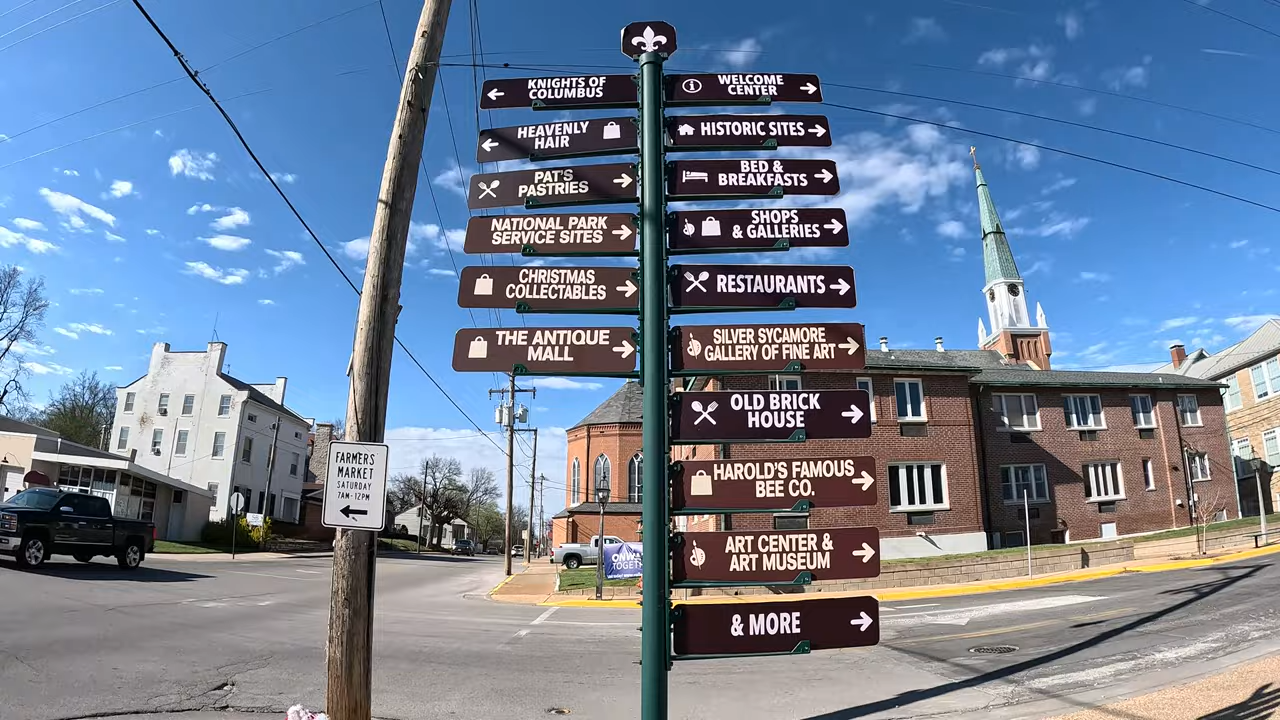 KNIGHTS OF
COLUMBUS
HEAVENLY
HAIR
PAT'S
PASTRIES
NATIONAL PARK
SERVICE SITES
CHRISTMAS
COLLECTABLES
THE ANTIQUE
MALL
WELCOME
CENTER
HISTORIC SITES
BED &
BREAKFASTS
SHOPS
& GALLERIES
RESTAURANTS
SILVER SYCAMORE
GALLERY OF FINE ART
OLD BRICK
HOUSE
HAROLD'S FAMOUS
BEE CO.
ART CENTER &
ART MUSEUM
& MORE
FARMERS
MARKET
SATURDAY
7AM-12PM